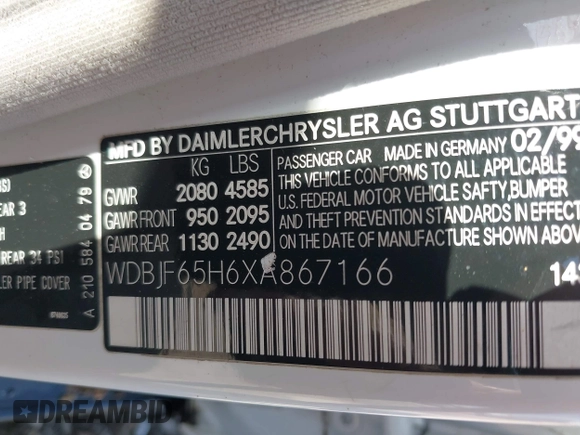 MFD BY DAIMLERCHRYSLER AG STUTTGART
KG LBS
GVWR 2080 4585
GAWR FRONT 950 2095
GAWR REAR 1130 2490
PASSENGER CAR MADE IN GERMANY 02/99
THIS VEHICLE CONFORMS TO ALL APPLICABLE
U.S. FEDERAL MOTOR VEHICLE SAFTY,BUMPER
AND THEFT PREVENTION STANDARDS IN EFFECT
ON THE DATE OF MANUFACTURE SHOWN ABOVE
WDBJF65H6XA867166
EAR 3
REAR 34 PSI
LER PIPE COVER
A 210 584 04 79
DREAMBID